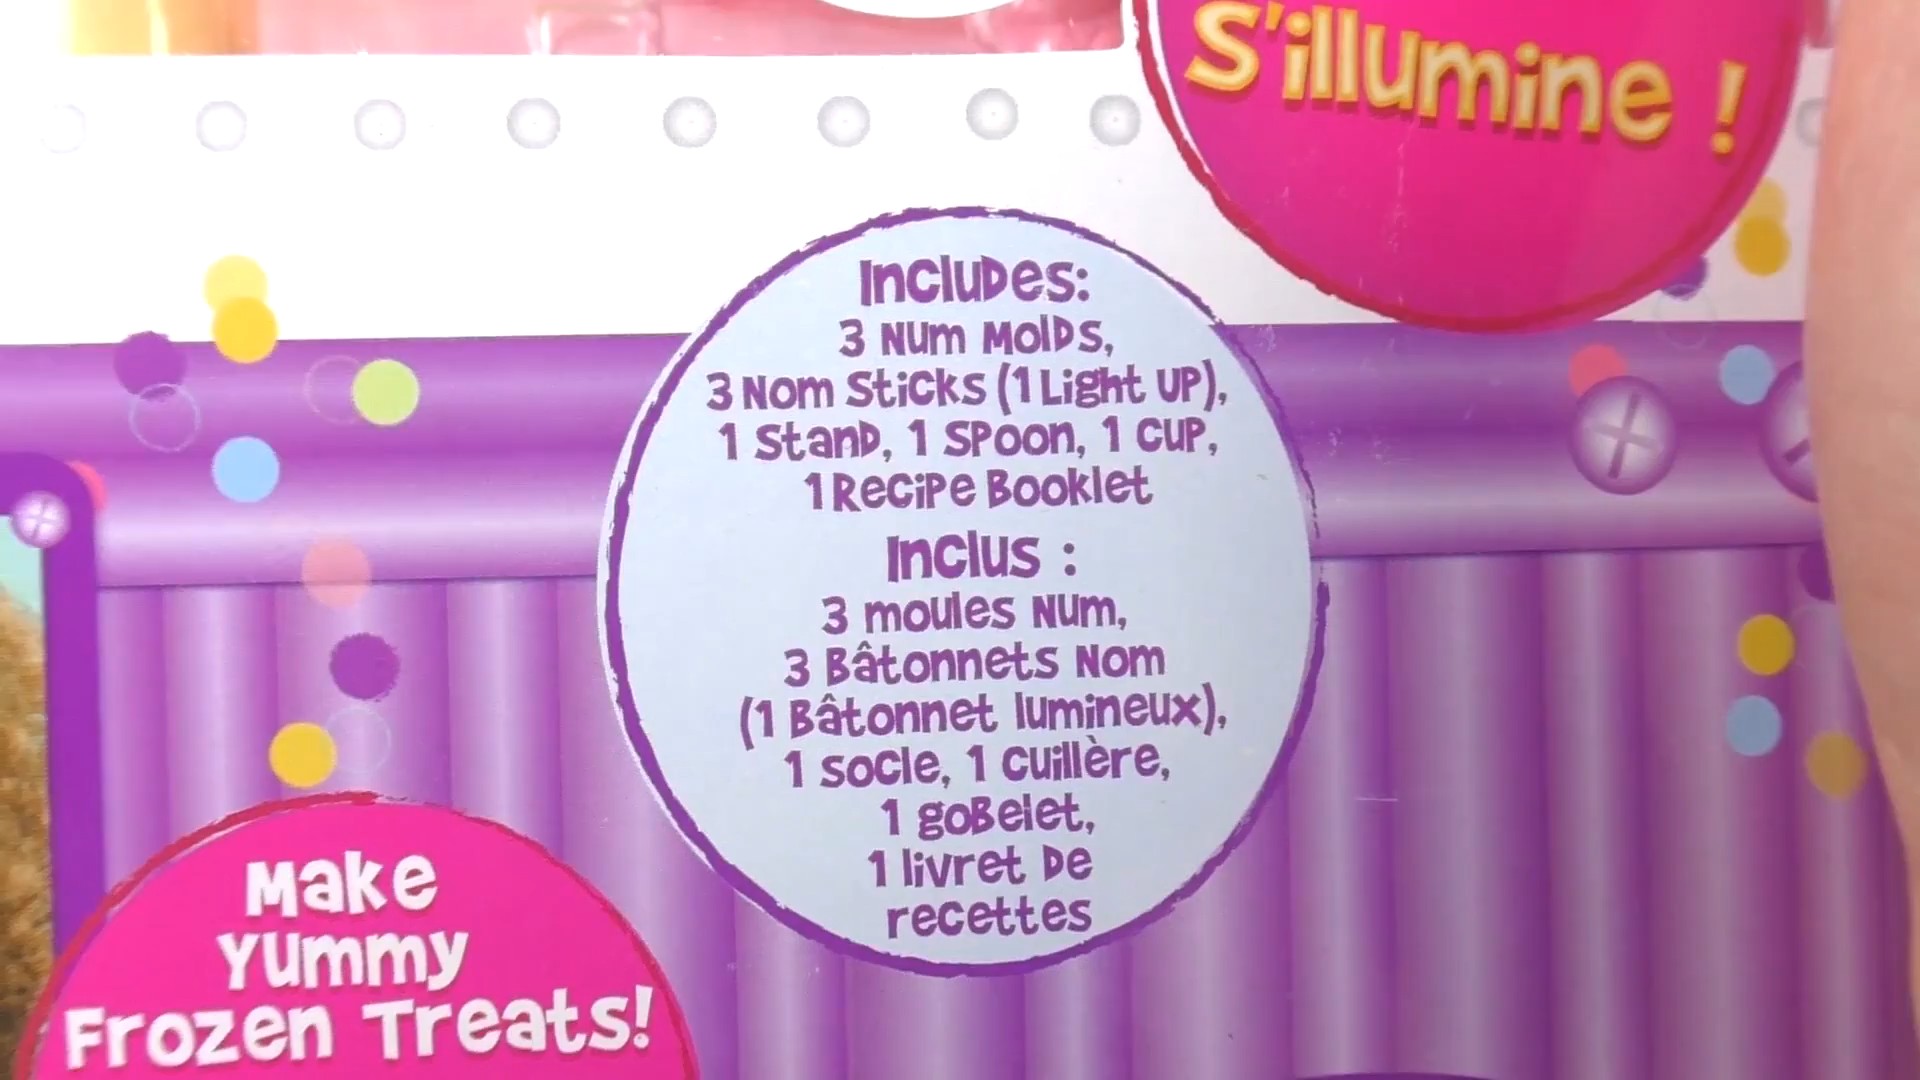 S'illumine !
Includes:
3 Num Molds,
3 Nom Sticks (1 Light Up),
1 Stand, 1 Spoon, 1 Cup,
1 Recipe Booklet
Inclus :
3 moules Num,
3 Bâtonnets Nom
(1 Bâtonnet lumineux),
1 socle, 1 cuillère,
1 gobelet,
1 livret de
recettes
Make
Yummy
Frozen Treats!